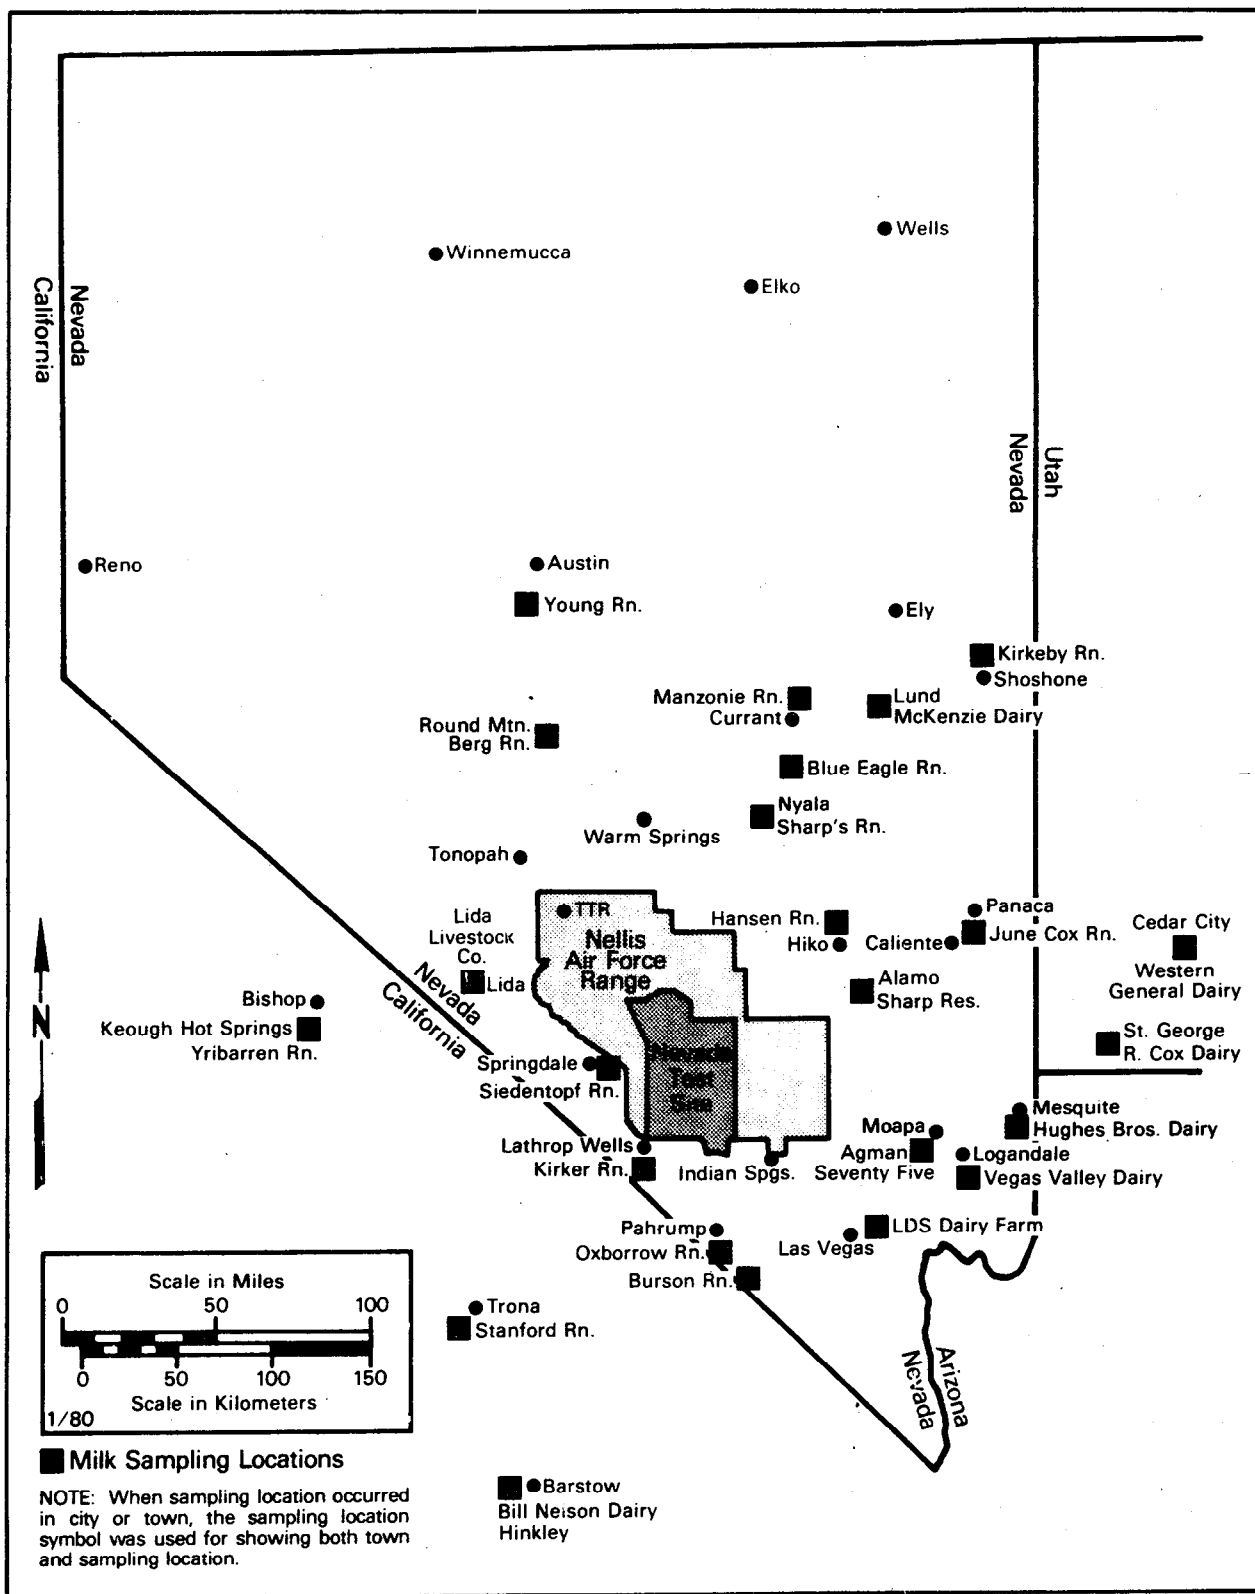 Wells
Winnemucca
Elko
Nevada
California
Utah
Nevada
Reno
Austin
Young Rn.
Ely
Kirkeby Rn.
Shoshone
Manzonie Rn.
Currant
Lund
McKenzie Dairy
Round Mtn.
Berg Rn.
Blue Eagle Rn.
Nyala
Sharp's Rn.
Warm Springs
Tonopah
TTR
Nellis
Air Force
Range
Lida
Livestock
Co.
Lida
Hansen Rn.
Hiko
Caliente
Panaca
June Cox Rn.
Cedar City
Western
General Dairy
Alamo
Sharp Res.
Nevada
California
Bishop
Keough Hot Springs
Yribarren Rn.
St. George
R. Cox Dairy
Springdale
Siedentopf Rn.
Nevada
Test
Site
Mesquite
Hughes Bros. Dairy
Moapa
Agman
Seventy Five
Logandale
Vegas Valley Dairy
Lathrop Wells
Kirker Rn.
Indian Spgs.
N
Pahrump
Oxborrow Rn.
Burson Rn.
Las Vegas
LDS Dairy Farm
Trona
Stanford Rn.
Arizona
Nevada
Scale in Miles
0 50 100
0 50 100 150
Scale in Kilometers
1/80
Milk Sampling Locations
NOTE: When sampling location occurred
in city or town, the sampling location
symbol was used for showing both town
and sampling location.
Barstow
Bill Nelson Dairy
Hinkley